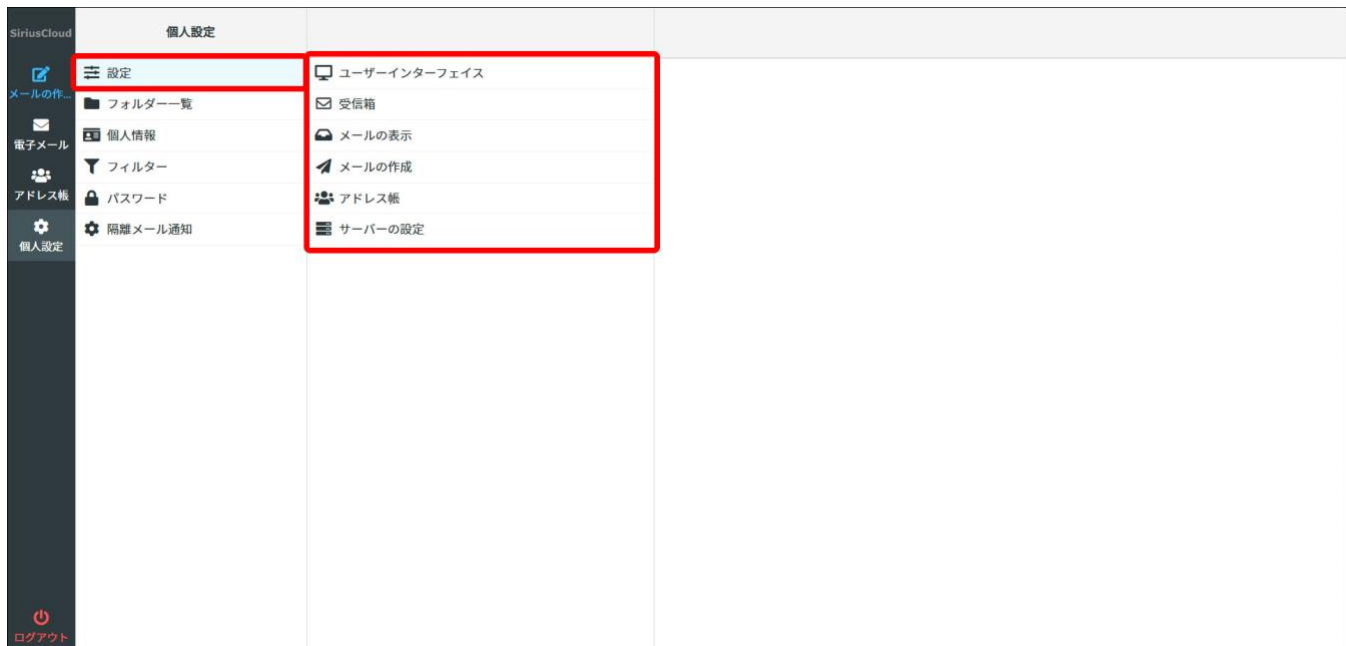 SiriusCloud
メールの作...
電子メール
アドレス帳
個人設定
ログアウト
個人設定
設定
フォルダー一覧
個人情報
フィルター
パスワード
隔離メール通知
ユーザーインターフェイス
受信箱
メールの表示
メールの作成
アドレス帳
サーバーの設定